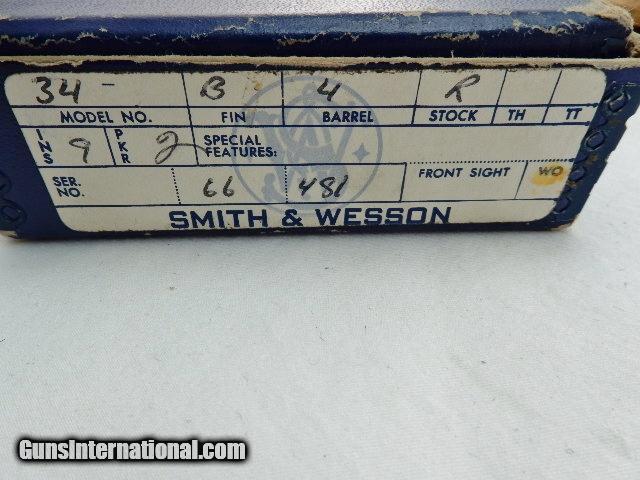 34- B 4 R
MODEL NO. FIN BARREL STOCK TH TT
INS 9 PKR 2 SPECIAL FEATURES:
SER. NO. 66 481 FRONT SIGHT WO
SMITH & WESSON
GunsInternational.com